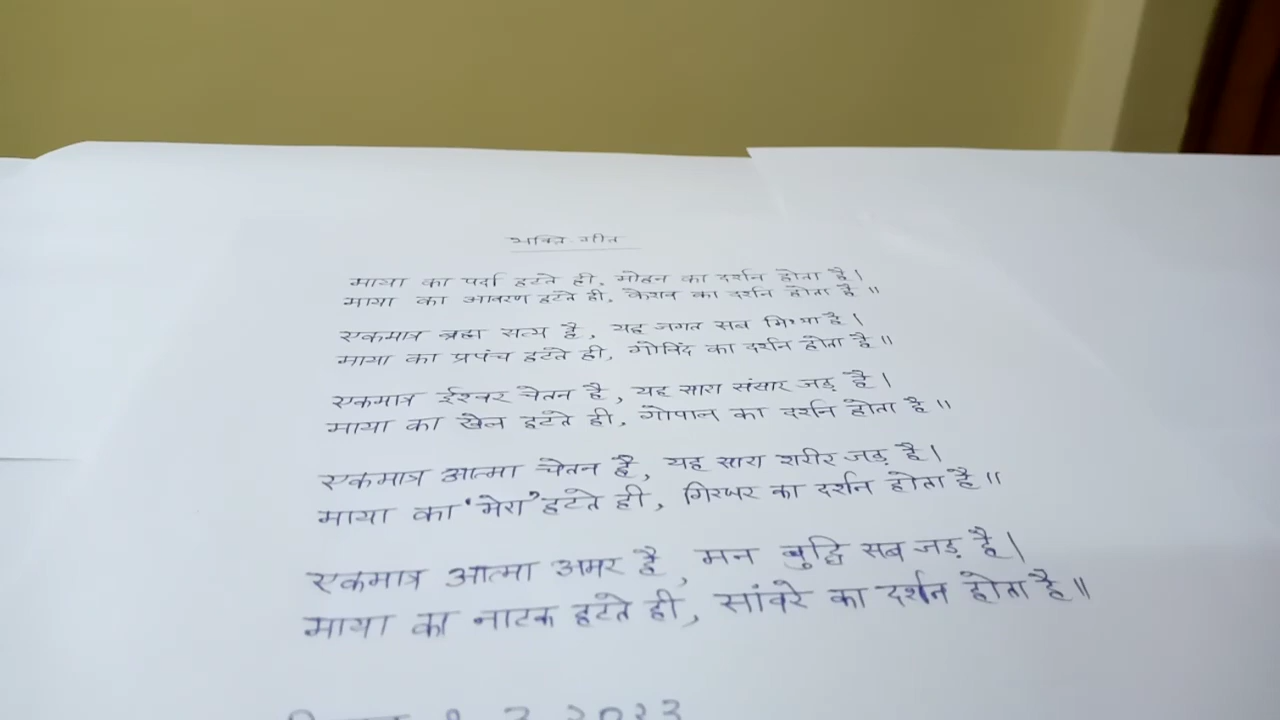 भक्ति-गीत
माया का पर्दा हटते ही, मोहन का दर्शन होता है।
माया का आवरण हटते ही, केशव का दर्शन होता है॥
एकमात्र ब्रह्म सत्य है, यह जगत सब मिथ्या है।
माया का प्रपंच हटते ही, गोविंद का दर्शन होता है॥
एकमात्र ईश्वर चेतन है, यह सारा संसार जड़ है।
माया का खेल हटते ही, गोपाल का दर्शन होता है॥
एकमात्र आत्मा चेतन है, यह सारा शरीर जड़ है।
माया का 'मेरा' हटते ही, गिरधर का दर्शन होता है॥
एकमात्र आत्मा अमर है, मन बुद्धि सब जड़ है।
माया का नाटक हटते ही, सांवरे का दर्शन होता है॥